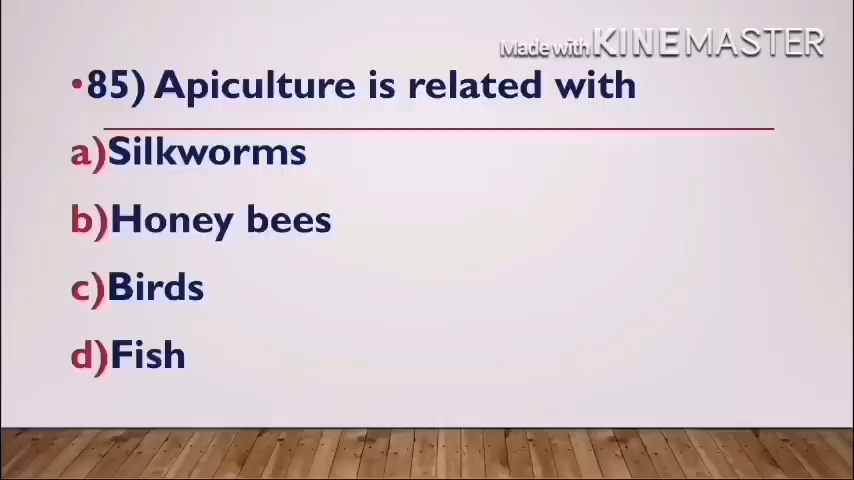 Made with KINEMASTER
•85) Apiculture is related with
a)Silkworms
b)Honey bees
c)Birds
d)Fish